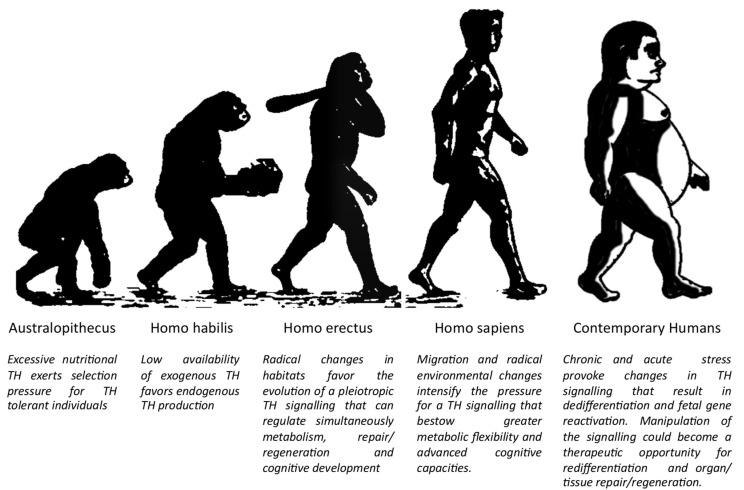 Australopithecus
Homo habilis
Homo erectus
Homo sapiens
Contemporary Humans
Excessive nutritional
TH exerts selection
pressure for TH
tolerant individuals
Low availability
of exogenous TH
favors endogenous
TH production
Radical changes in
habitats favor the
evolution of a pleiotropic
TH signalling that can
regulate simultaneously
metabolism, repair/
regeneration and
cognitive development
Migration and radical
environmental changes
intensify the pressure
for a TH signalling that
bestow greater
metabolic flexibility and
advanced cognitive
capacities.
Chronic and acute stress
provoke changes in TH
signalling that result in
dedifferentiation and fetal gene
reactivation. Manipulation of
the signalling could become a
therapeutic opportunity for
redifferentiation and organ/
tissue repair/regeneration.